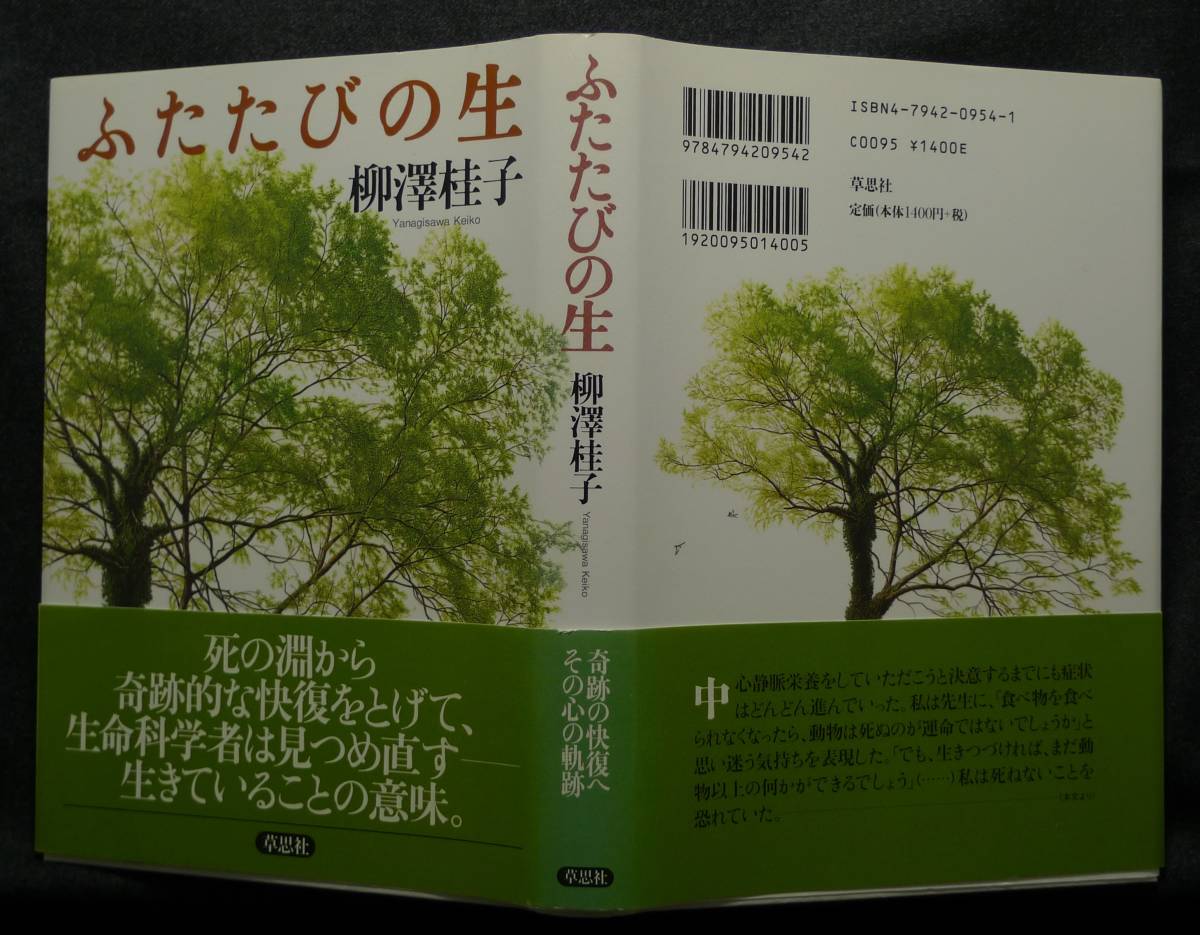 ふたたびの生
柳澤桂子
Yanagisawa Keiko
死の淵から
奇跡的な快復をとげて、
生命科学者は見つめ直す——
生きていることの意味。
草思社
ふたたびの生
柳澤桂子
Yanagisawa Keiko
奇跡の快復へ
その心の軌跡
草思社
9784794209542
1920095014005
ISBN4-7942-0954-1
C0095 ¥1400E
草思社
定価(本体1400円+税)
中心静脈栄養をしていただこうと決意するまでにも症状
はどんどん進んでいった。私は先生に、「食べ物を食べ
られなくなったら、動物は死ぬのが運命ではないでしょうか」と
思い迷う気持ちを表現した。「でも、生きつづければ、まだ動
物以上の何かができるでしょう」(……)私は死ねないことを
恐れていた。
(本文より)